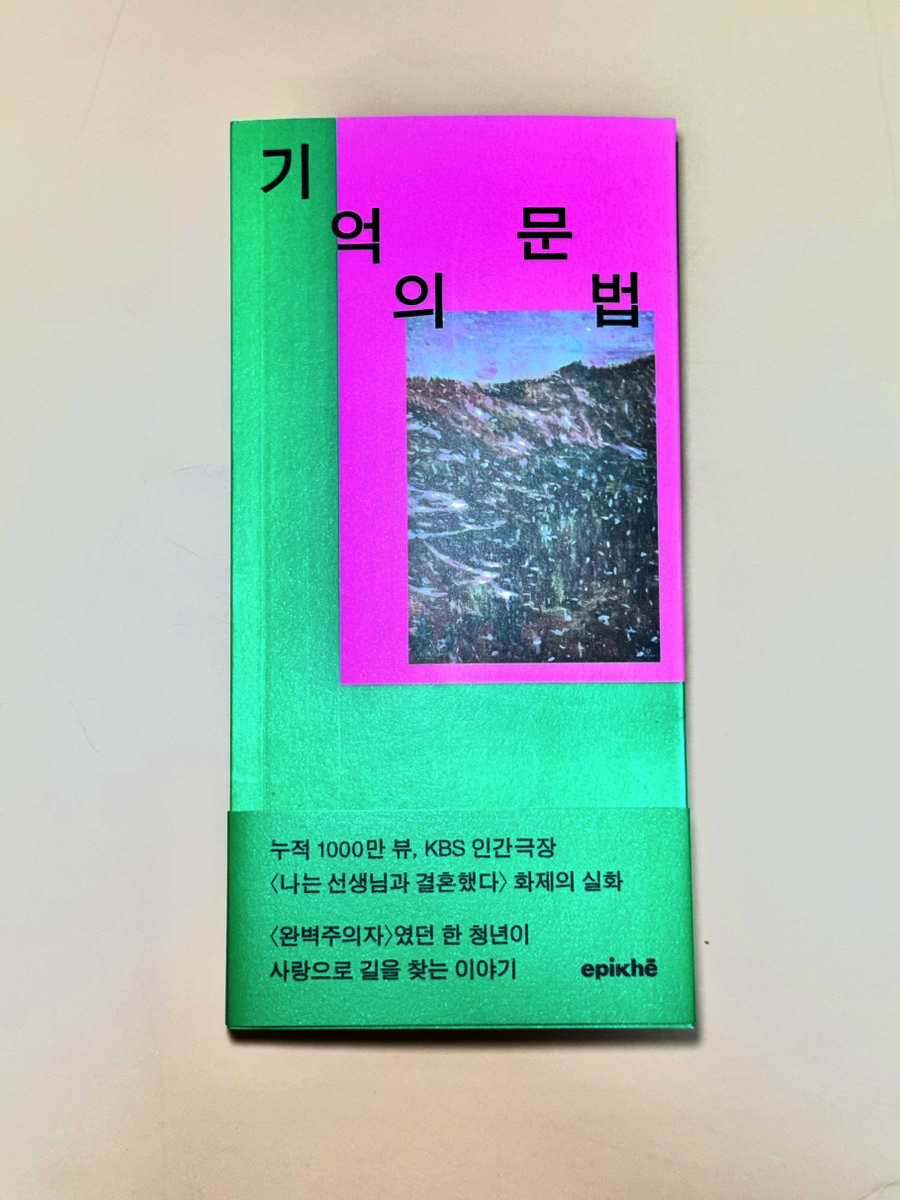 기억의 문법
누적 1000만 뷰, KBS 인간극장
〈나는 선생님과 결혼했다〉 화제의 실화
〈완벽주의자〉였던 한 청년이
사랑으로 길을 찾는 이야기
epikhē